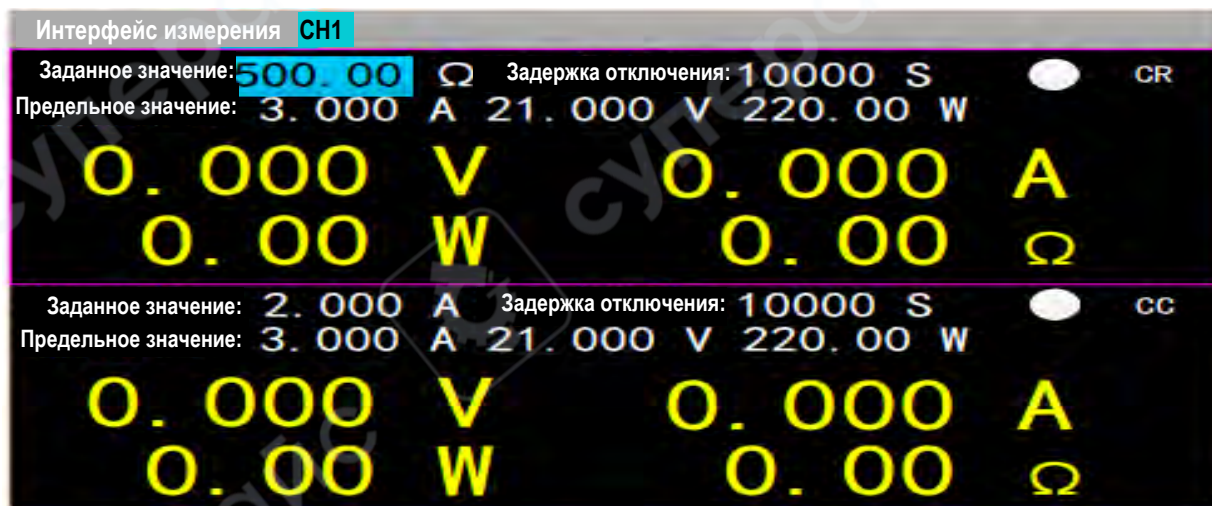 Интерфейс измерения CH1
Заданное значение: 500.00 Ω Задержка отключения: 10000 S CR
Предельное значение: 3.000 A 21.000 V 220.00 W
0.000 V 0.000 A
0.00 W 0.00 Ω
Заданное значение: 2.000 A Задержка отключения: 10000 S CC
Предельное значение: 3.000 A 21.000 V 220.00 W
0.000 V 0.000 A
0.00 W 0.00 Ω